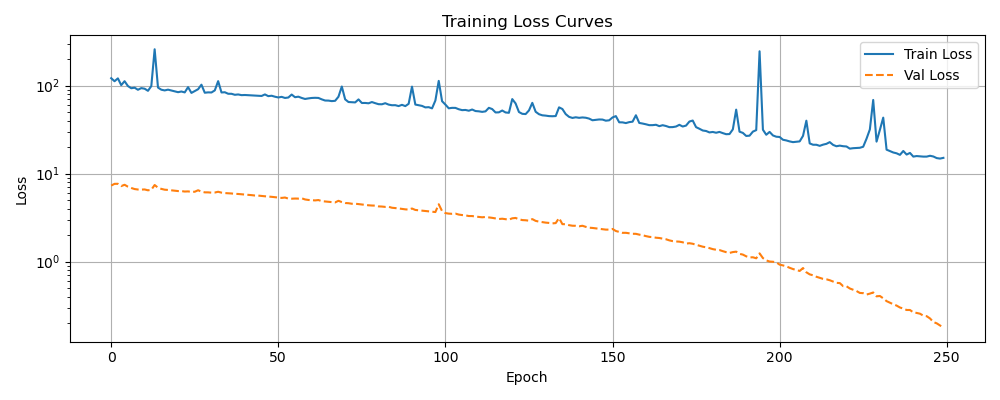 Training Loss Curves
Train Loss
Val Loss
Loss
10²
10¹
10⁰
0 50 100 150 200 250
Epoch